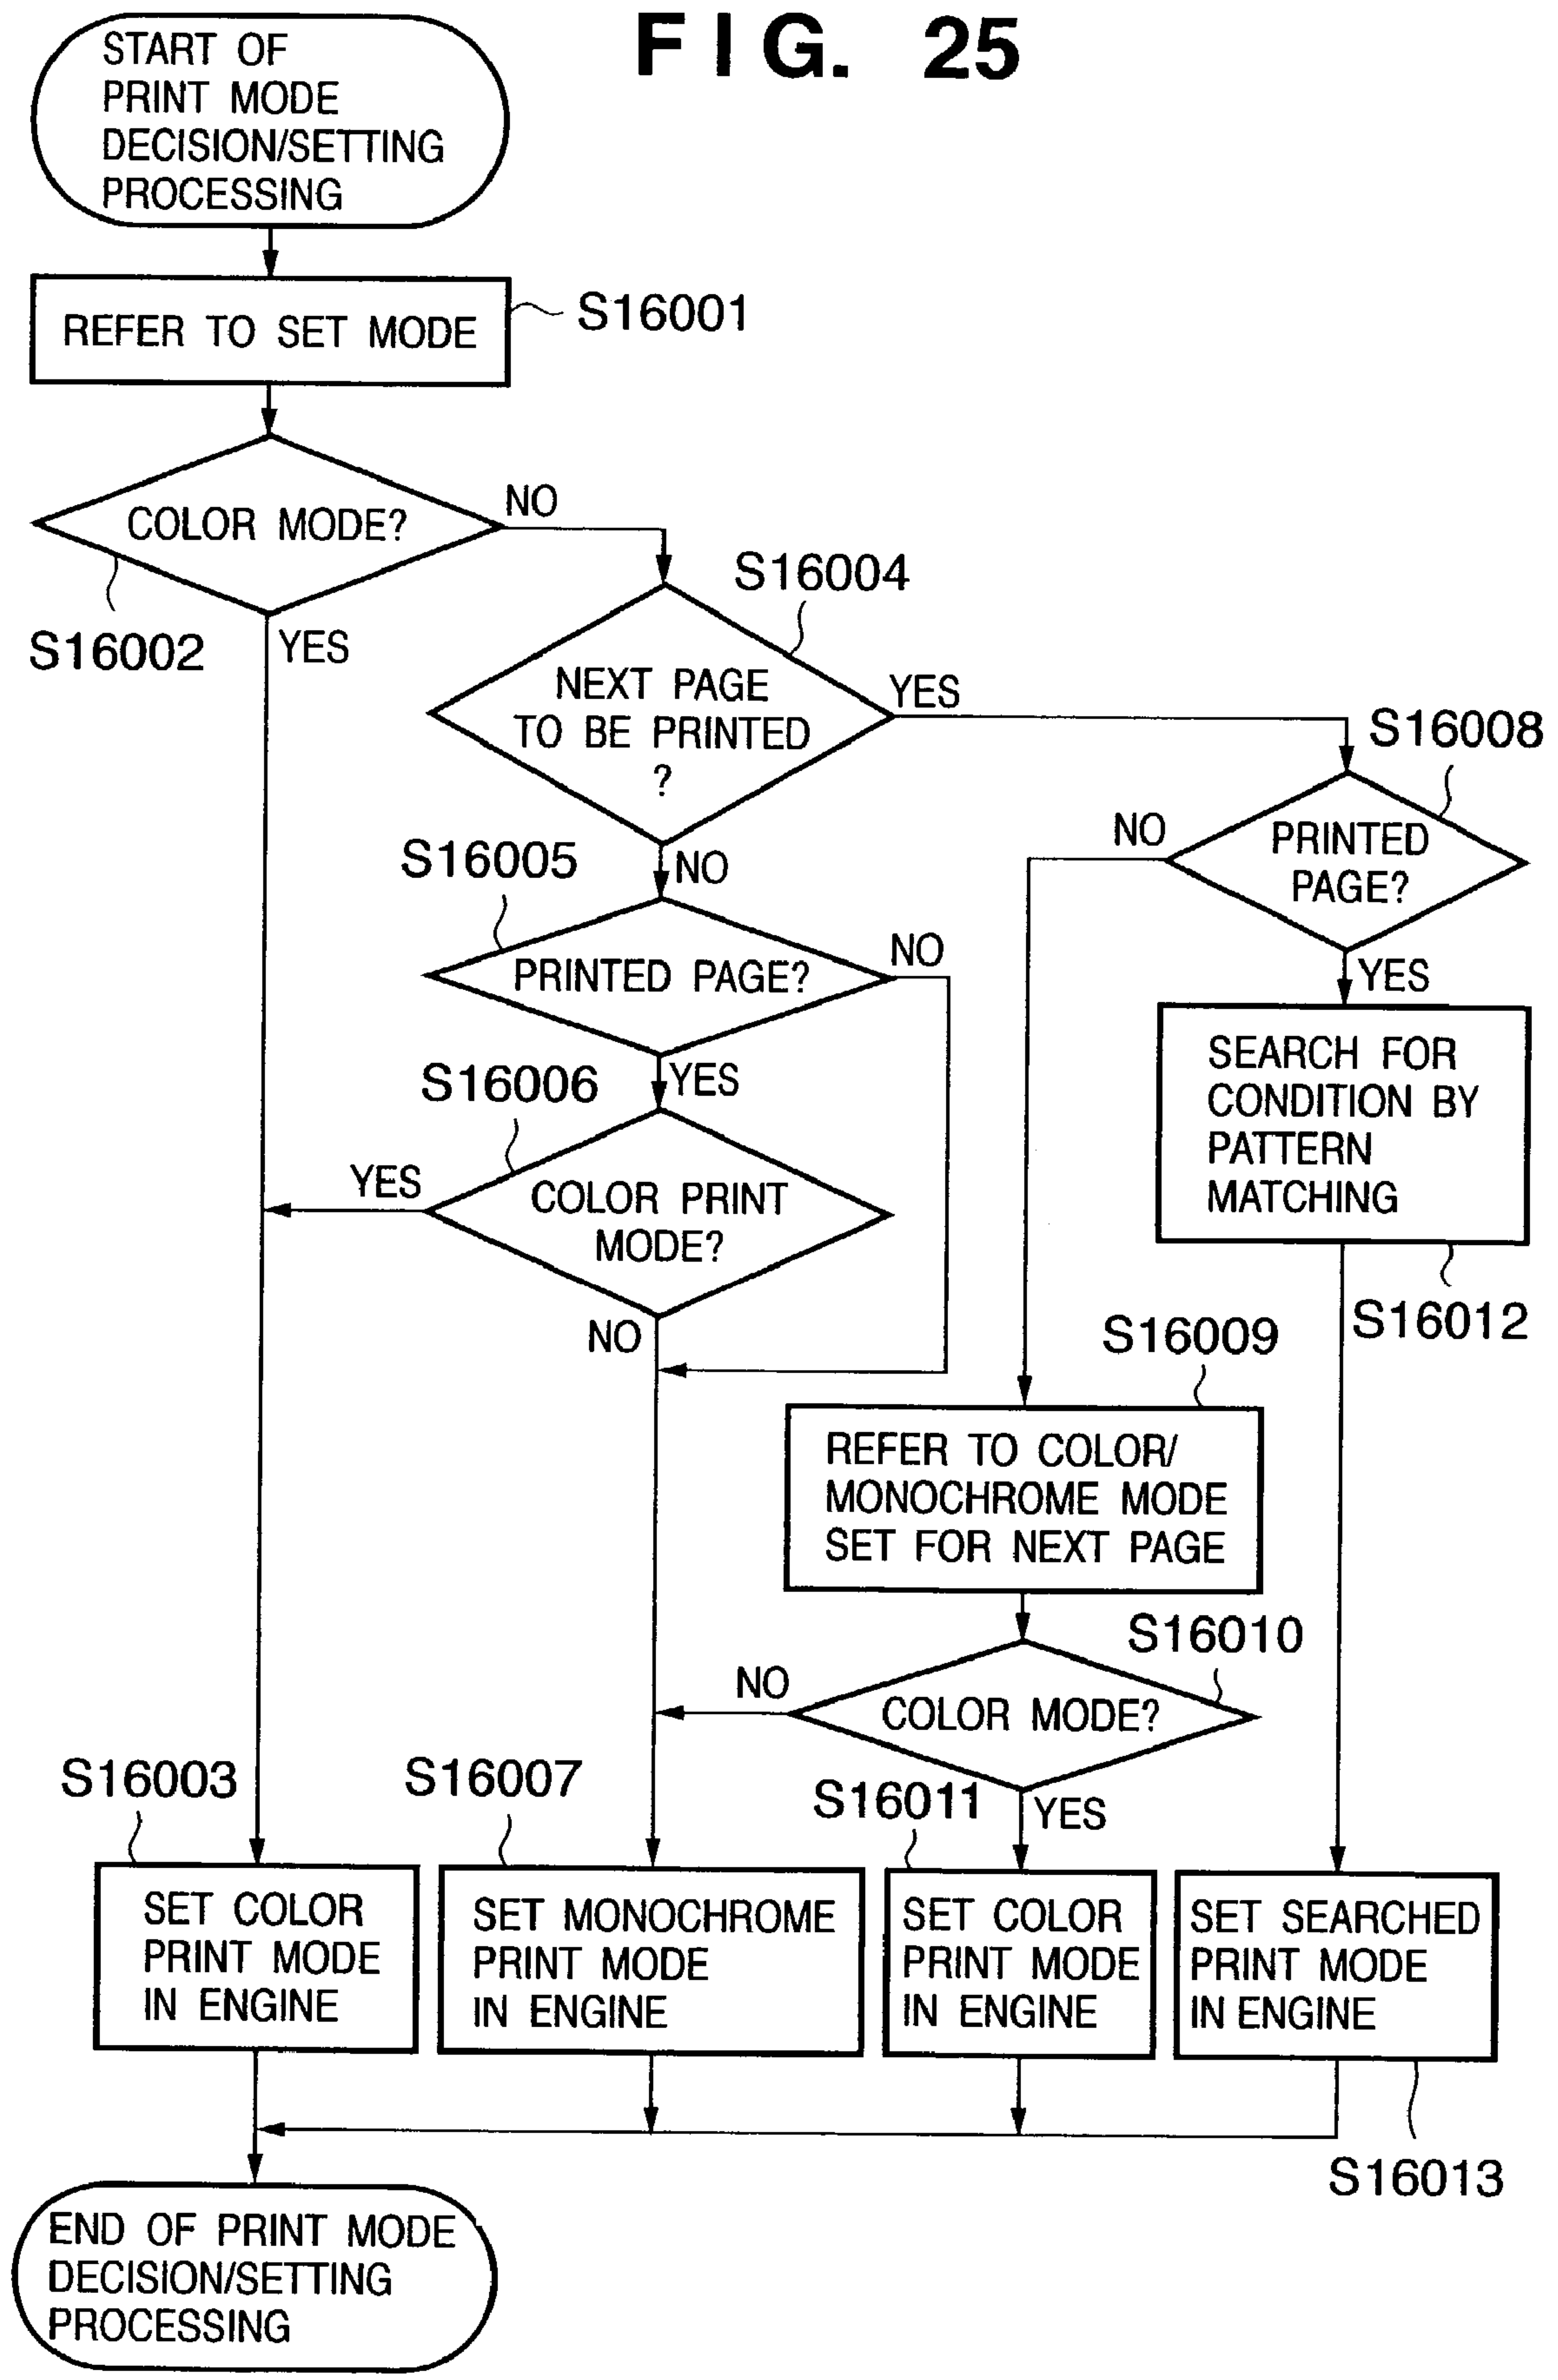 FIG. 25
START OF
PRINT MODE
DECISION/SETTING
PROCESSING
REFER TO SET MODE
S16001
COLOR MODE?
NO
S16002
YES
S16004
NEXT PAGE
TO BE PRINTED
?
YES
S16008
NO
PRINTED
PAGE?
S16005
NO
PRINTED PAGE?
NO
YES
SEARCH FOR
CONDITION BY
PATTERN
MATCHING
S16006
YES
YES
COLOR PRINT
MODE?
NO
S16012
S16009
REFER TO COLOR/
MONOCHROME MODE
SET FOR NEXT PAGE
S16010
NO
COLOR MODE?
S16003
S16007
S16011
YES
SET COLOR
PRINT MODE
IN ENGINE
SET MONOCHROME
PRINT MODE
IN ENGINE
SET COLOR
PRINT MODE
IN ENGINE
SET SEARCHED
PRINT MODE
IN ENGINE
S16013
END OF PRINT MODE
DECISION/SETTING
PROCESSING